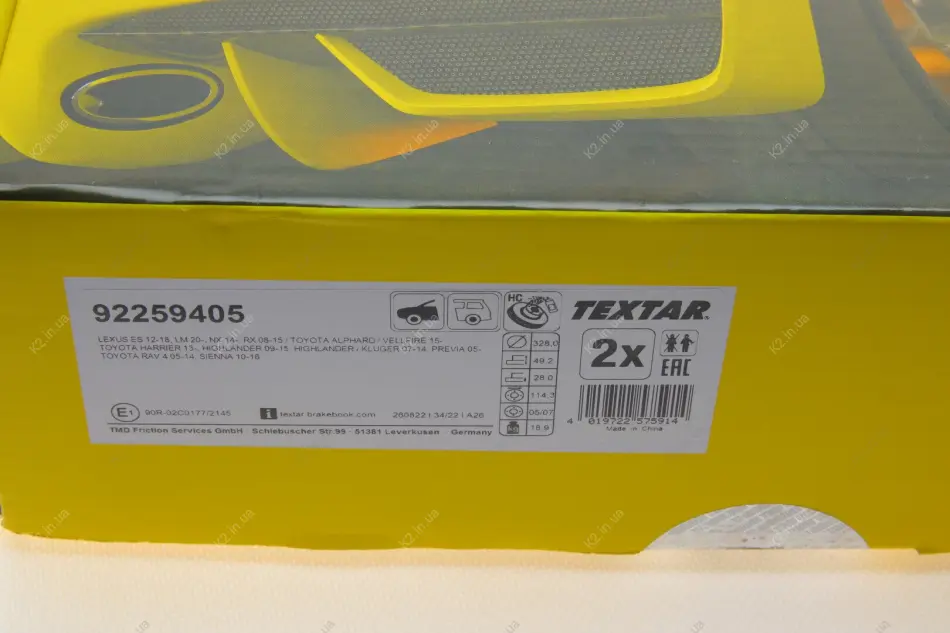 92259405
HC
TEXTAR
LEXUS ES 12-18, LM 20-, NX 14-, RX 08-15 / TOYOTA ALPHARD / VELLFIRE 15-
TOYOTA HARRIER 13-, HIGHLANDER 09-15, HIGHLANDER / KLUGER 07-14, PREVIA 05-
TOYOTA RAV 4 05-14, SIENNA 10-16
328,0
49,2
28,0
114,3
05/07
18,9
2x
EAC
E1 90R-02C0177/2145
i textar.brakebook.com
260822 I 34/22 I A26
4 019722 575914
Made in China
TMD Friction Services GmbH Schlebuscher Str.99 - 51381 Leverkusen Germany
K2.in.ua